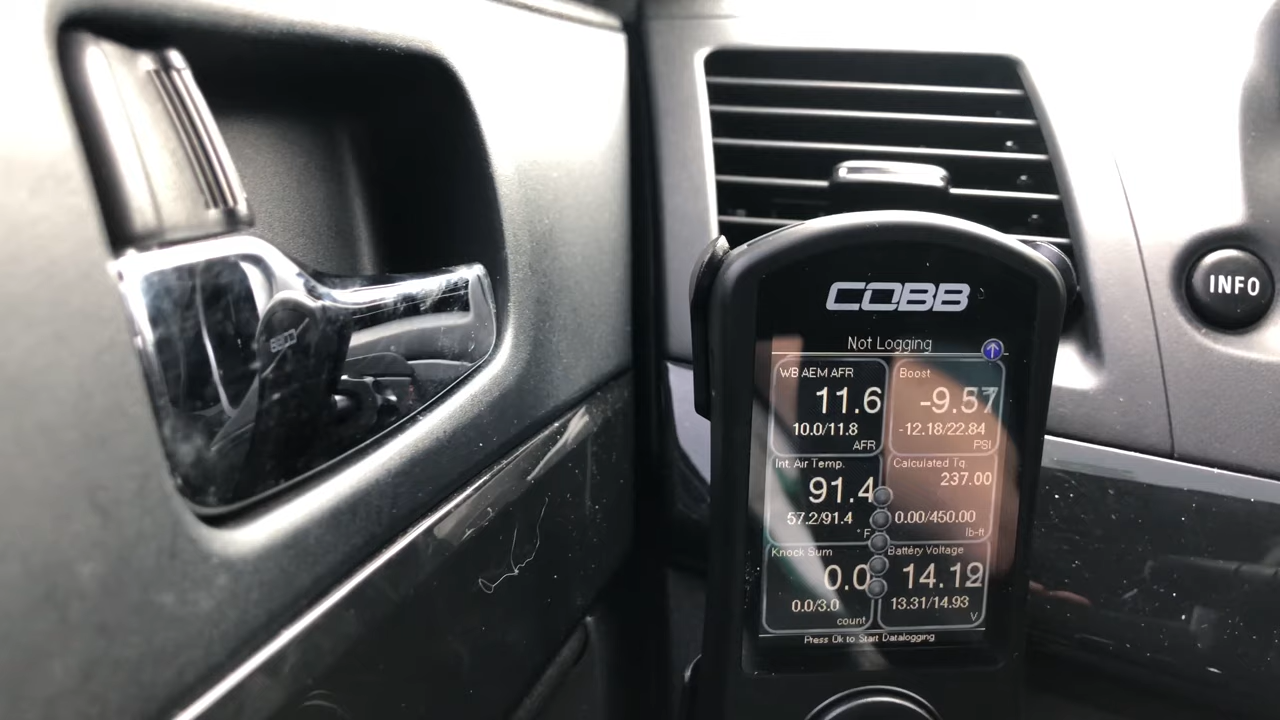 COBB
INFO
Not Logging
WB AEM AFR
11.6
10.0/11.8
AFR
Boost
-9.57
-12.18/22.84
PSI
Int. Air Temp.
91.4
57.2/91.4
°F
Calculated Tq
237.00
0.00/450.00
lb-ft
Knock Sum
0.0
0.0/3.0
count
Battery Voltage
14.12
13.31/14.93
V
Press Ok to Start Datalogging